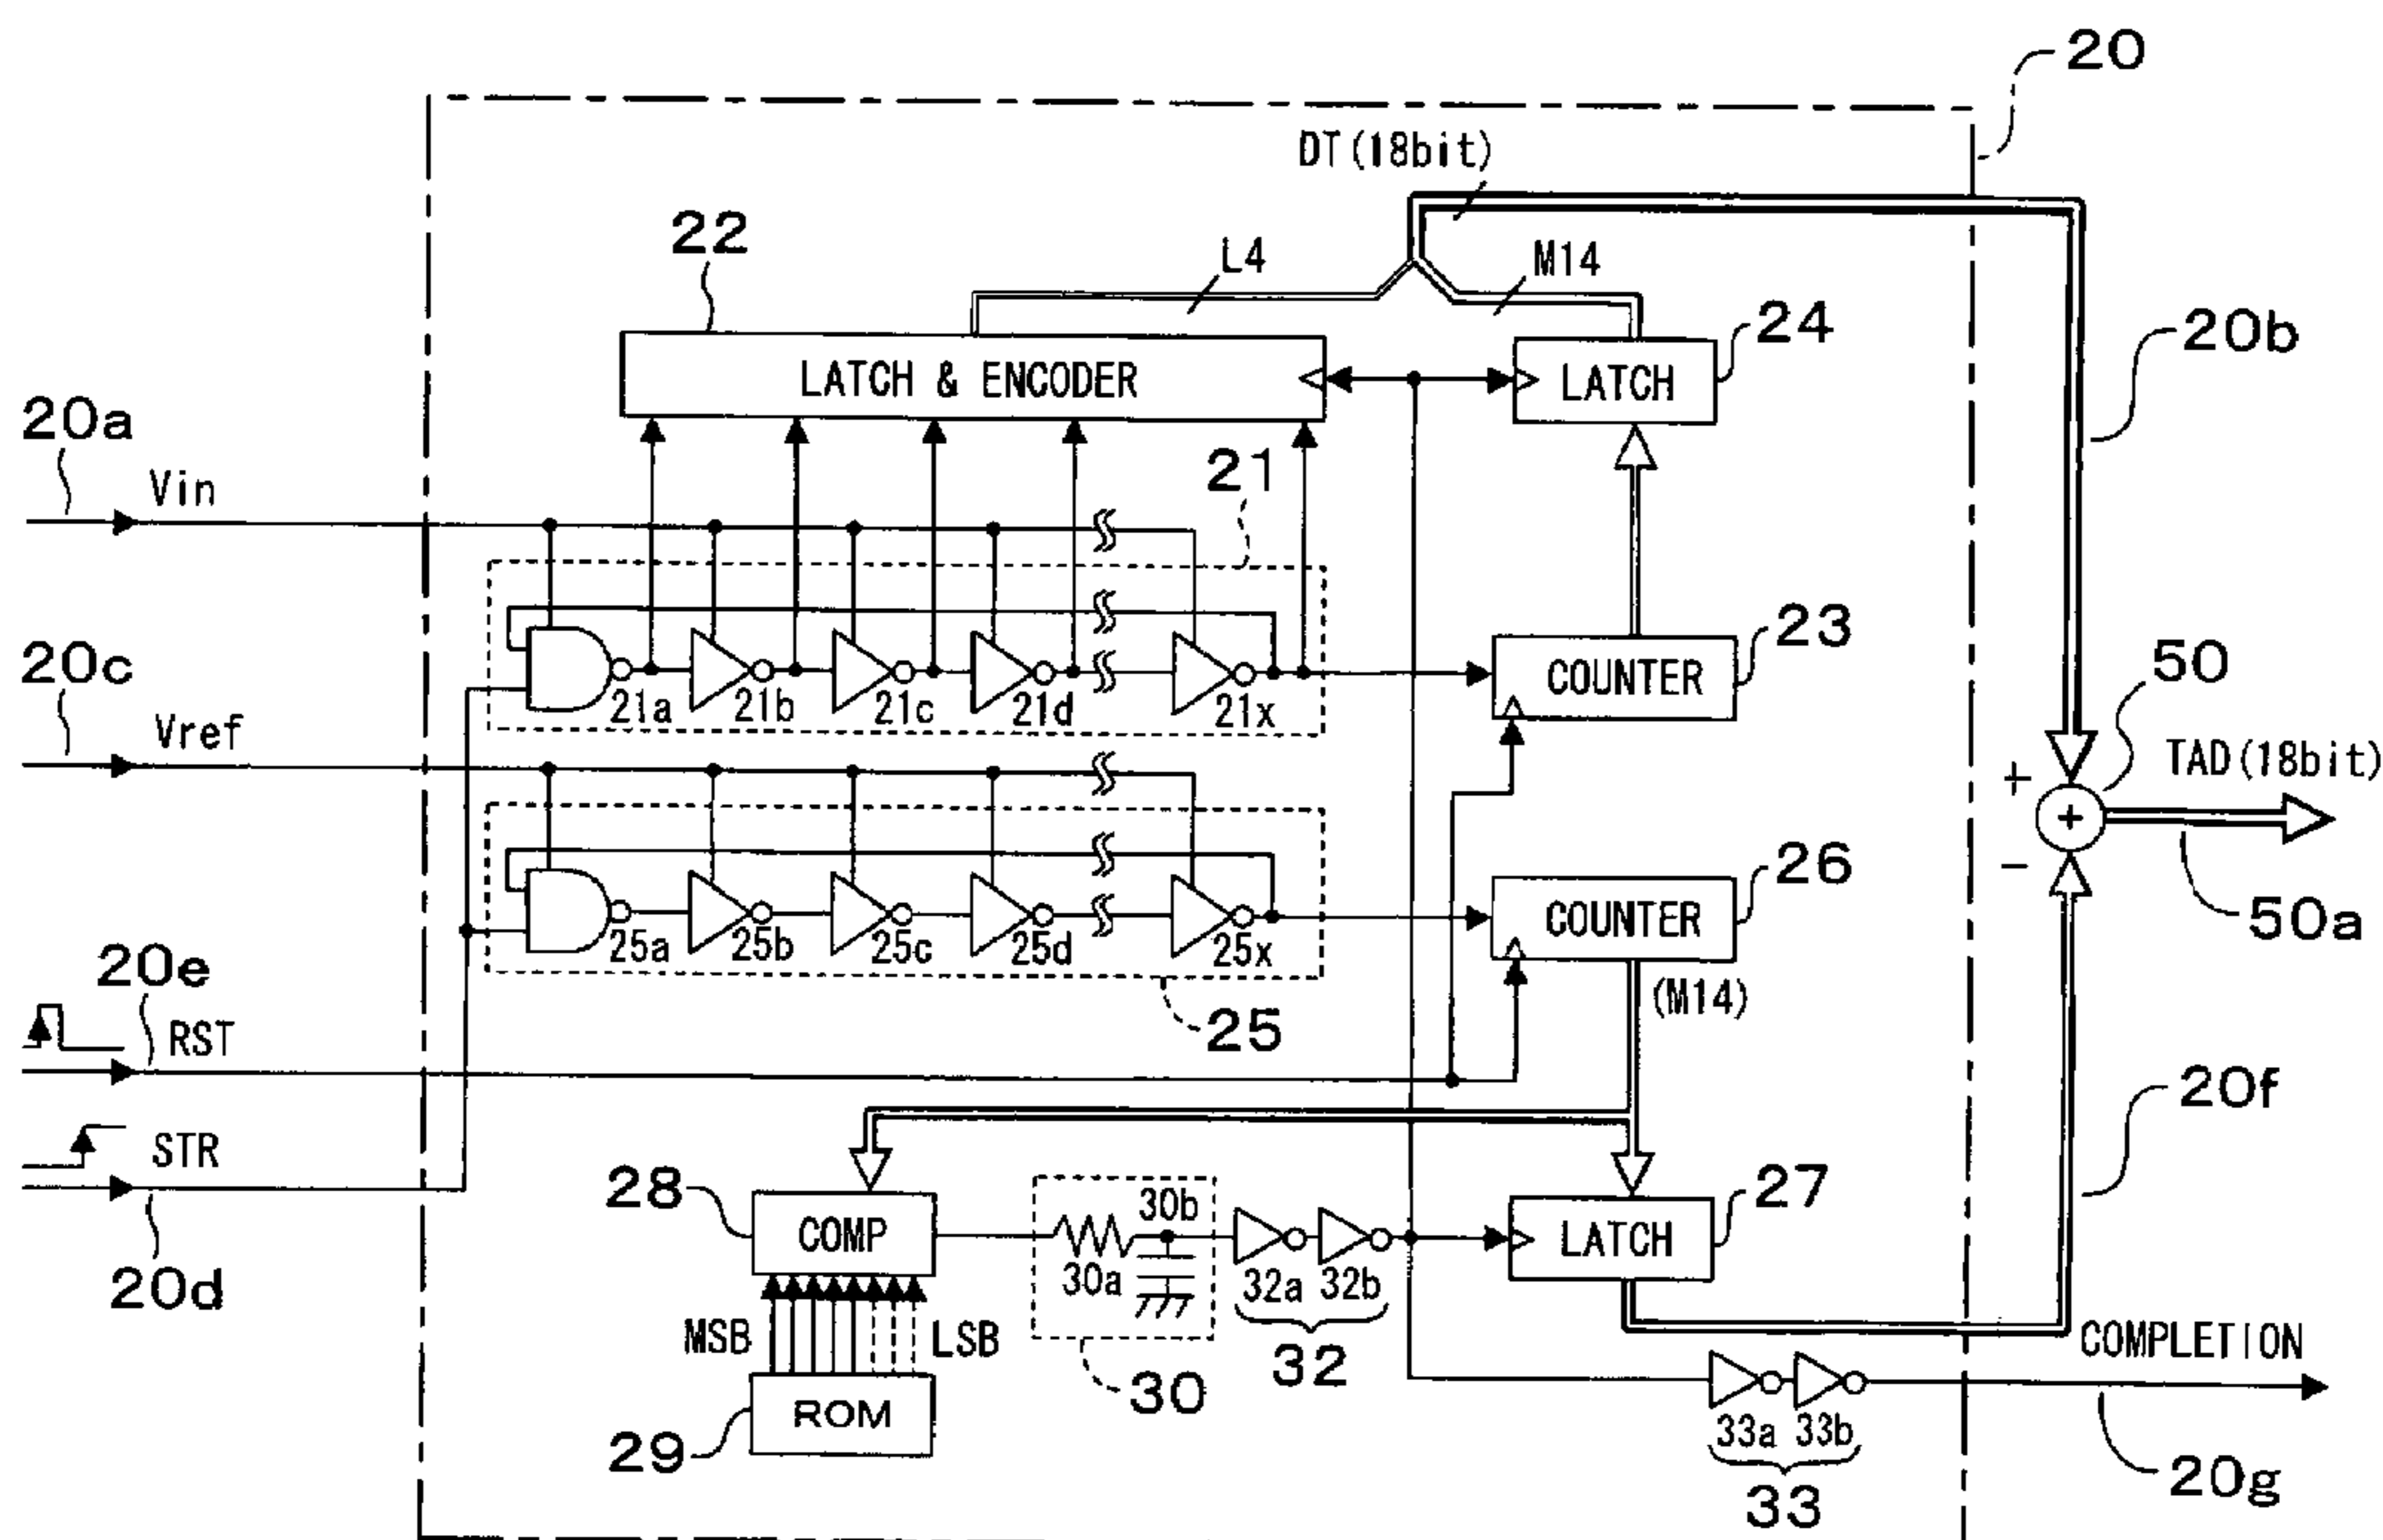 20
DT(18bit)
22
L4
M14
24
20b
LATCH & ENCODER
LATCH
20a
Vin
21
23
COUNTER
21a
21b
21c
21d
21x
20c
Vref
50
+
TAD(18bit)
+
-
50a
26
COUNTER
(M14)
25a
25b
25c
25d
25x
25
20e
RST
20f
STR
20d
28
COMP
30b
30a
30
32a
32b
32
27
LATCH
MSB
LSB
ROM
29
COMPLETION
33a
33b
33
20g